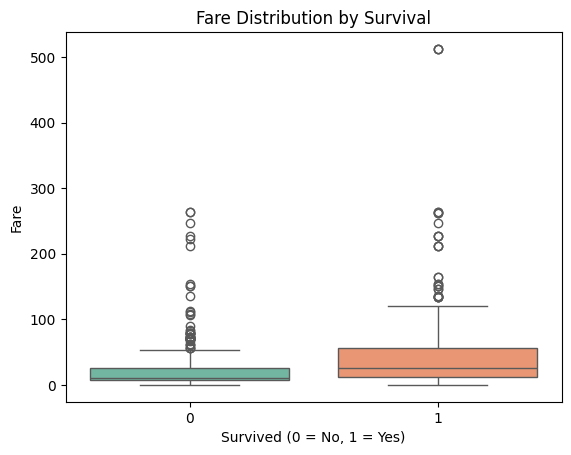 Fare Distribution by Survival
500
400
300
200
100
0
Fare
0
1
Survived (0 = No, 1 = Yes)